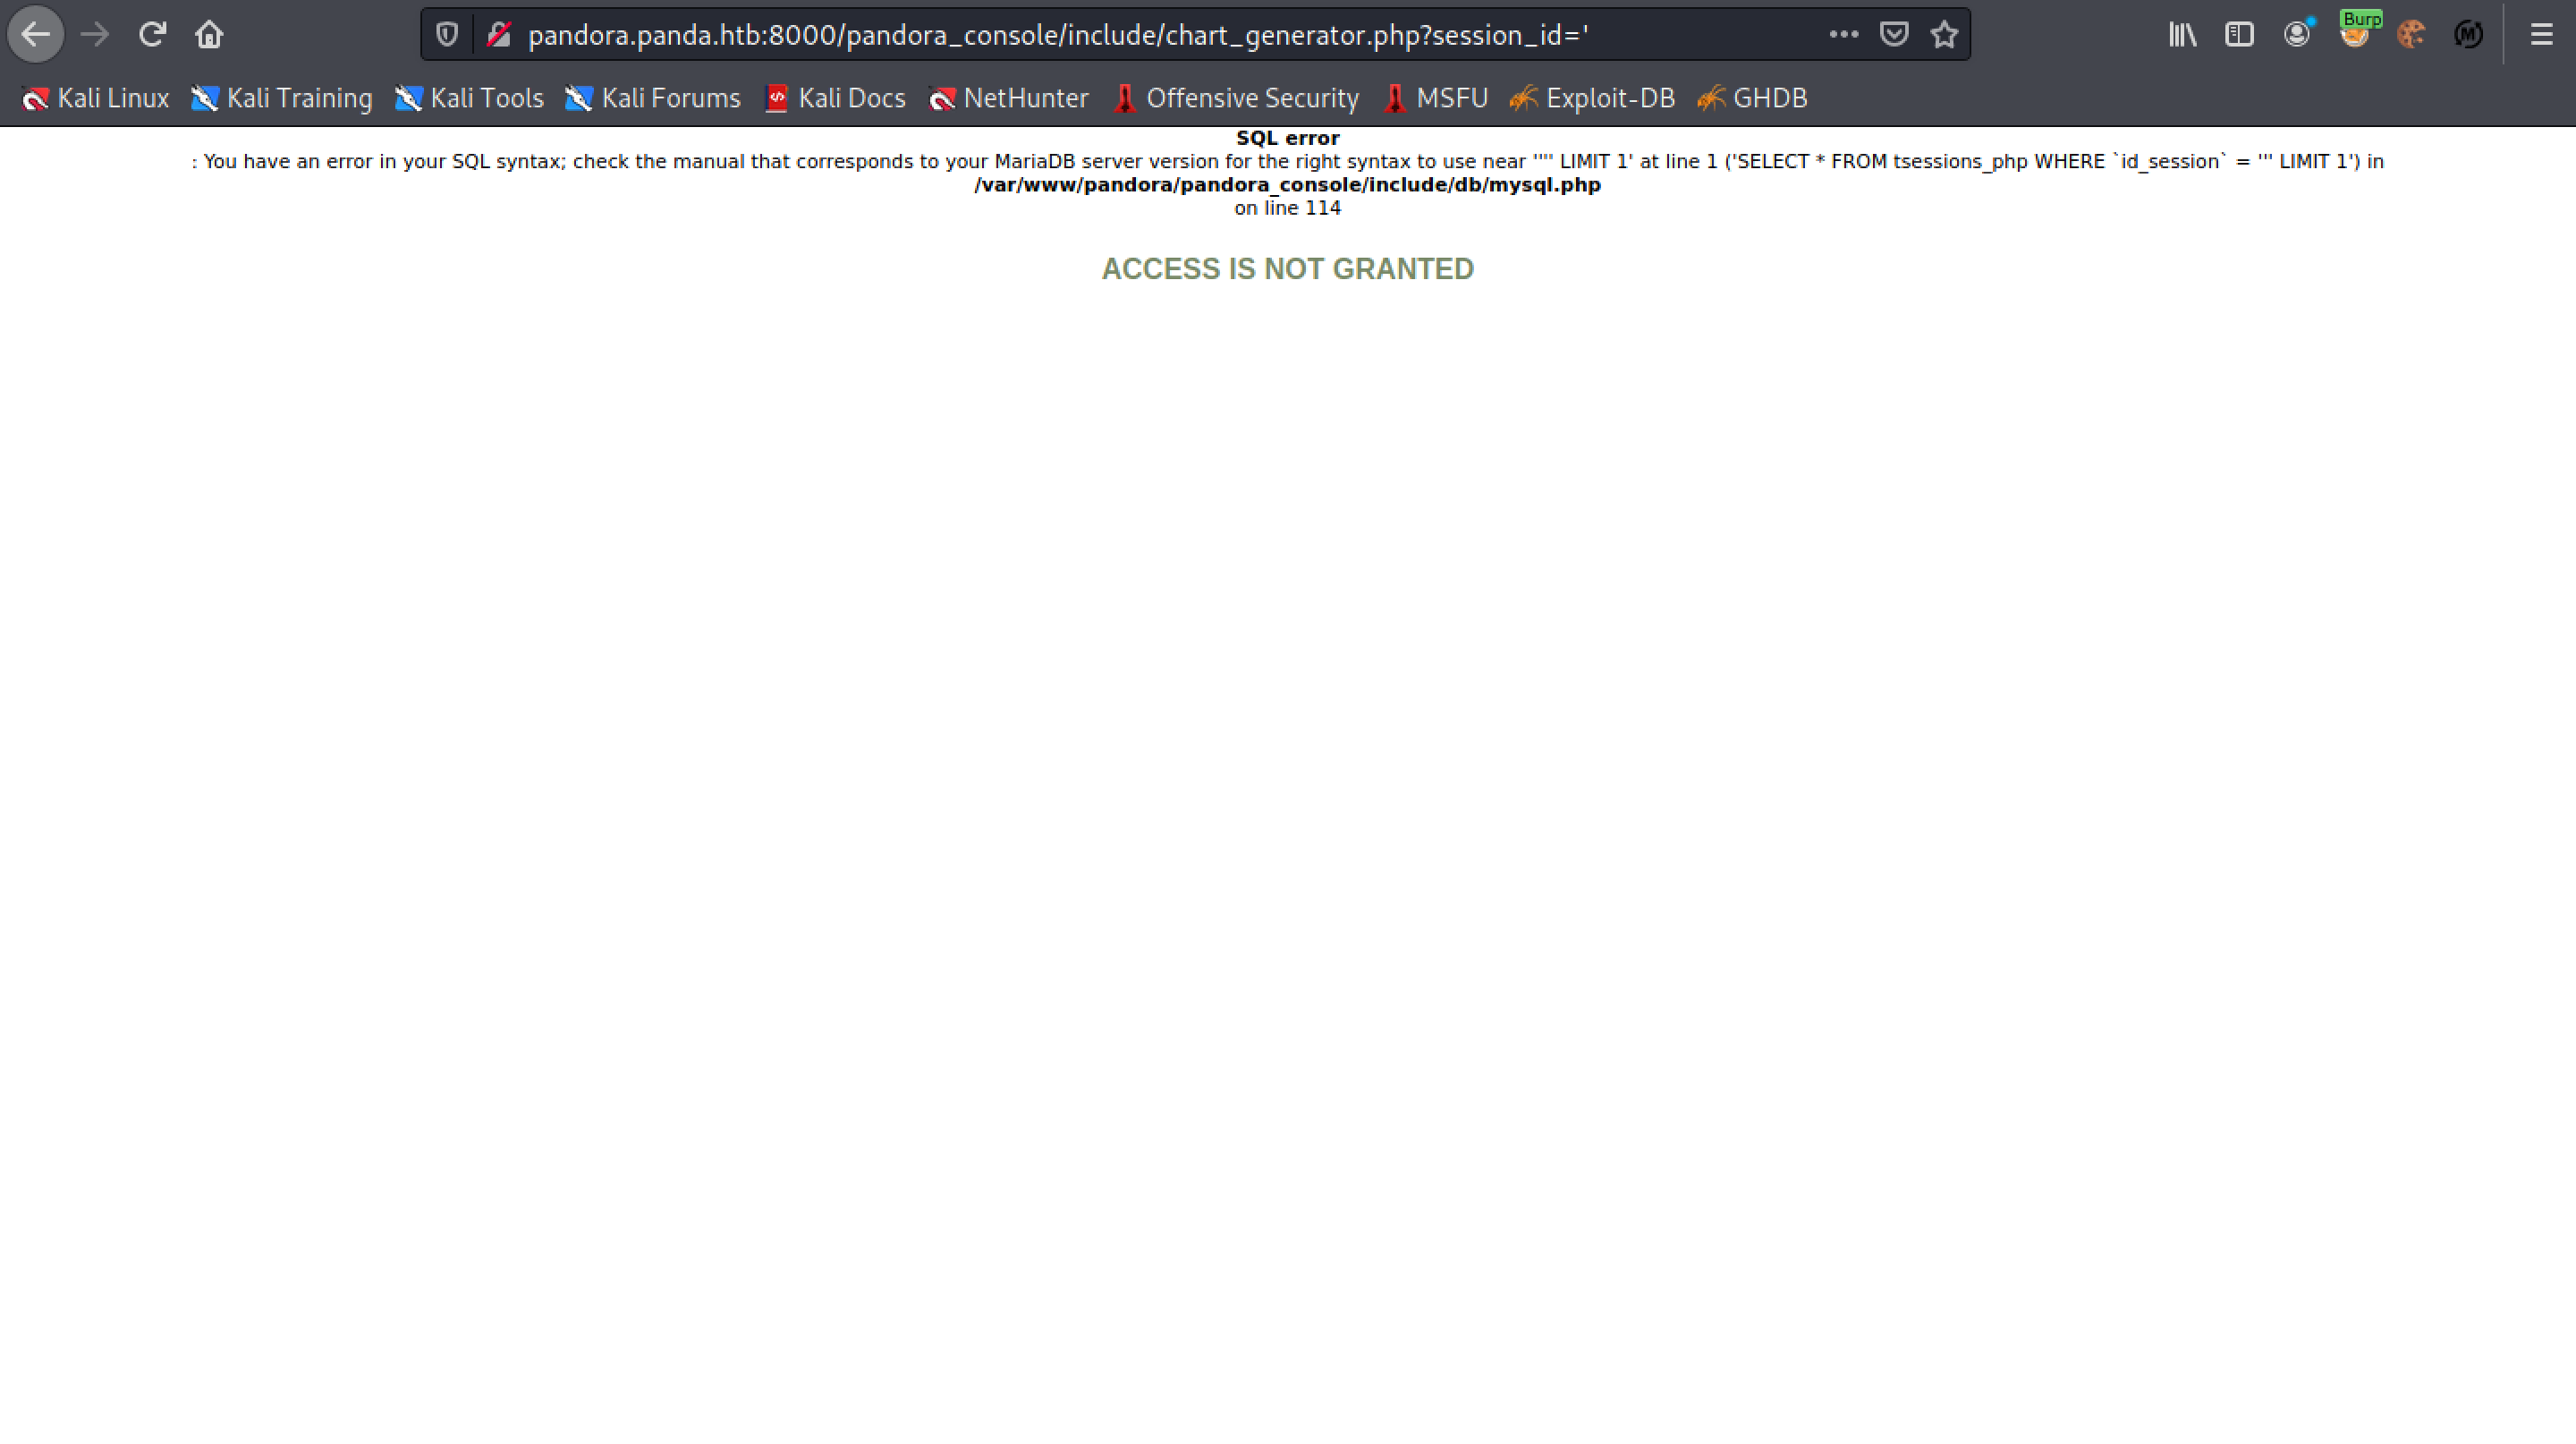 pandora.panda.htb:8000/pandora_console/include/chart_generator.php?session_id='
Burp
Kali Linux Kali Training Kali Tools Kali Forums Kali Docs NetHunter Offensive Security MSFU Exploit-DB GHDB
SQL error
: You have an error in your SQL syntax; check the manual that corresponds to your MariaDB server version for the right syntax to use near '''' LIMIT 1' at line 1 ('SELECT * FROM tsessions_php WHERE `id_session` = ''' LIMIT 1') in
/var/www/pandora/pandora_console/include/db/mysql.php
on line 114
ACCESS IS NOT GRANTED